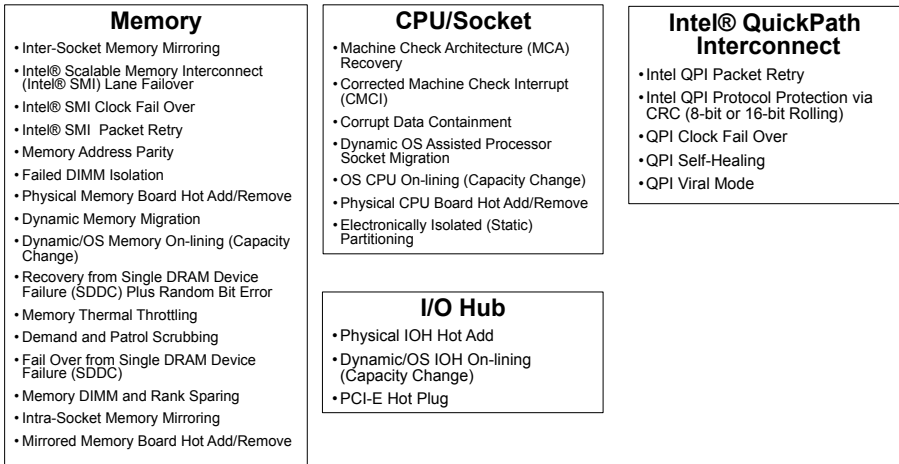 Memory
• Inter-Socket Memory Mirroring
• Intel® Scalable Memory Interconnect
(Intel® SMI) Lane Failover
• Intel® SMI Clock Fail Over
• Intel® SMI Packet Retry
• Memory Address Parity
• Failed DIMM Isolation
• Physical Memory Board Hot Add/Remove
• Dynamic Memory Migration
• Dynamic/OS Memory On-lining (Capacity
Change)
• Recovery from Single DRAM Device
Failure (SDDC) Plus Random Bit Error
• Memory Thermal Throttling
• Demand and Patrol Scrubbing
• Fail Over from Single DRAM Device
Failure (SDDC)
• Memory DIMM and Rank Sparing
• Intra-Socket Memory Mirroring
• Mirrored Memory Board Hot Add/Remove
CPU/Socket
• Machine Check Architecture (MCA)
Recovery
• Corrected Machine Check Interrupt
(CMCI)
• Corrupt Data Containment
• Dynamic OS Assisted Processor
Socket Migration
• OS CPU On-lining (Capacity Change)
• Physical CPU Board Hot Add/Remove
• Electronically Isolated (Static)
Partitioning
I/O Hub
• Physical IOH Hot Add
• Dynamic/OS IOH On-lining
(Capacity Change)
• PCI-E Hot Plug
Intel® QuickPath
Interconnect
• Intel QPI Packet Retry
• Intel QPI Protocol Protection via
CRC (8-bit or 16-bit Rolling)
• QPI Clock Fail Over
• QPI Self-Healing
• QPI Viral Mode